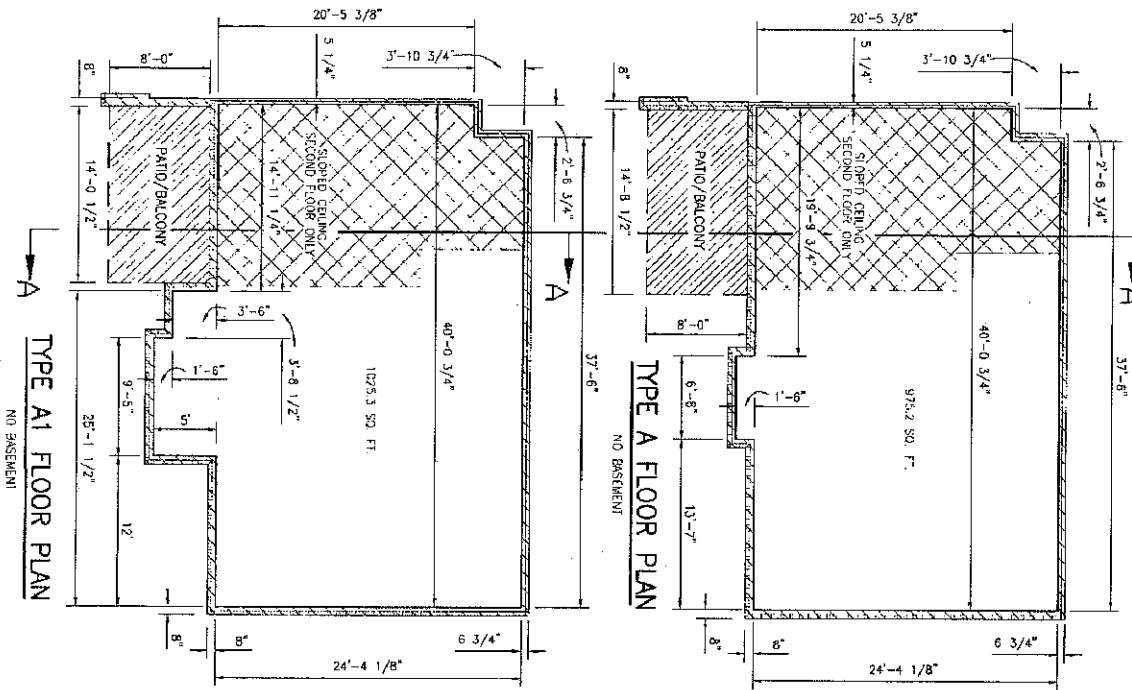 20'-5 3/8"
3'-10 3/4"
5 1/4"
8'-0"
8"
2'-6 3/4"
PATIO/BALCONY
14'-0 1/2"
SLOPED CEILING
SECOND FLOOR ONLY
14'-11 1/4"
A
A
3'-6"
3'-8 1/2"
1'-6"
9'-5"
5'
25'-1 1/2"
12'
40'-0 3/4"
37'-6"
1025.3 SQ. FT.
8"
8"
6 3/4"
24'-4 1/8"
TYPE A1 FLOOR PLAN
NO BASEMENT
20'-5 3/8"
3'-10 3/4"
5 1/4"
8"
2'-6 3/4"
PATIO/BALCONY
14'-8 1/2"
SLOPED CEILING
SECOND FLOOR ONLY
19'-9 3/4"
A
8'-0"
6'-8"
1'-6"
13'-7"
40'-0 3/4"
37'-6"
975.2 SQ. FT.
8"
8"
6 3/4"
24'-4 1/8"
TYPE A FLOOR PLAN
NO BASEMENT